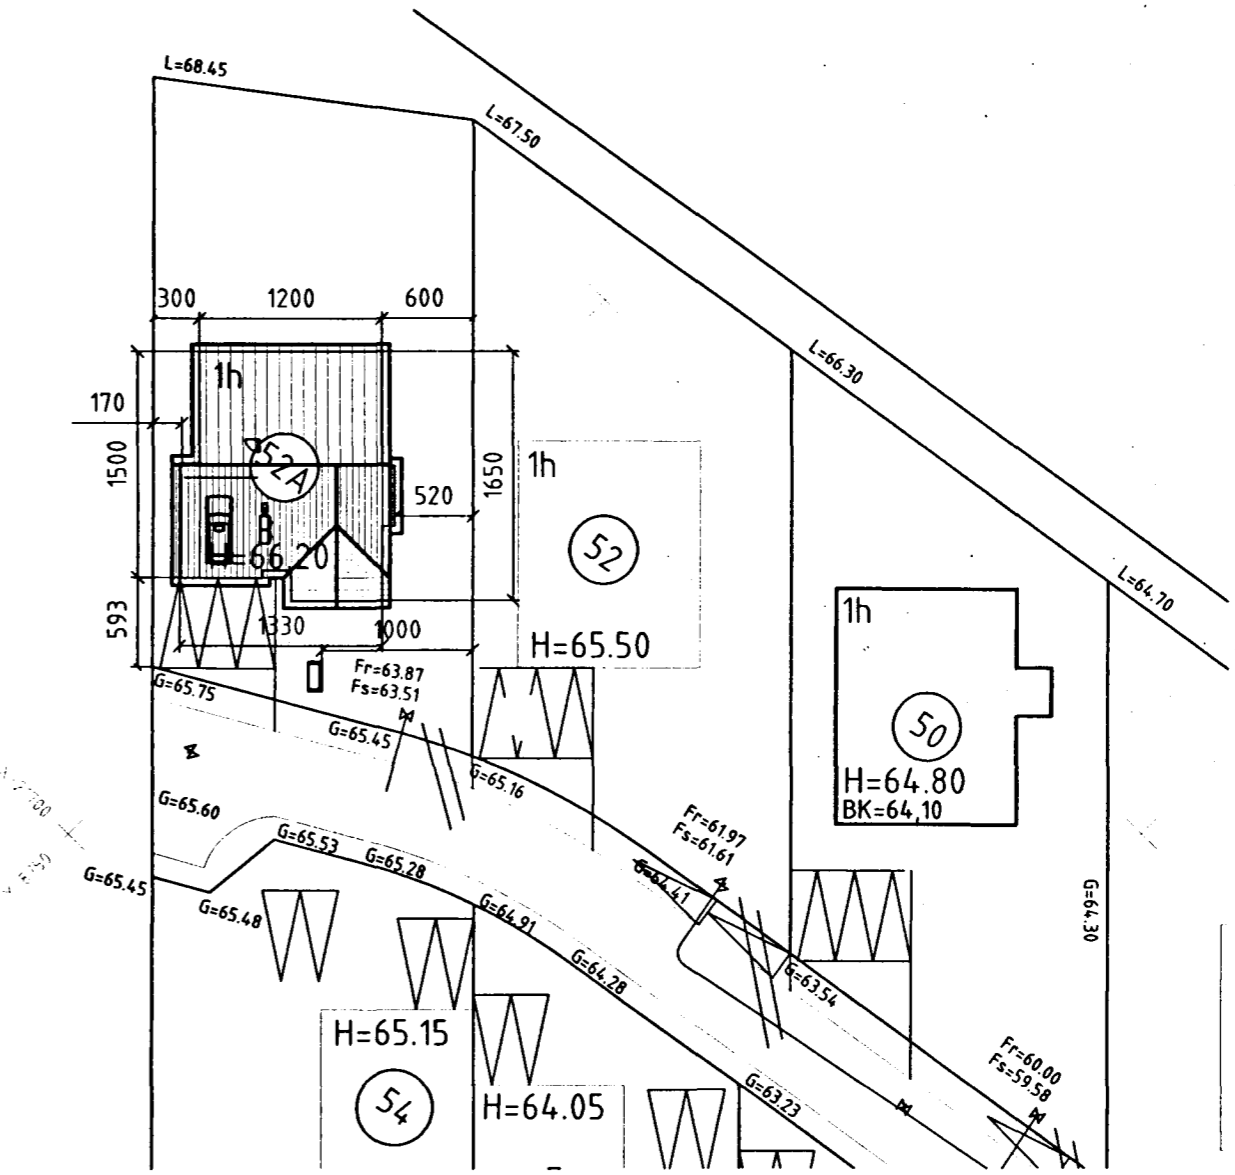 L=68.45
L=67.50
300
1200
600
L=66.30
1h
170
1500
52A
1650
1h
520
52
66.20
L=64.70
593
1h
H=65.50
1330
1000
Fr=63.87
Fs=63.51
G=65.75
G=65.45
50
H=64.80
BK=64,10
G=65.16
G=65.60
Fr=61.97
Fs=61.61
G=65.53
G=65.28
G=64.41
G=65.45
G=65.48
G=64.91
G=64.30
G=64.28
G=63.54
H=65.15
Fr=60.00
Fs=59.58
54
H=64.05
G=63.23